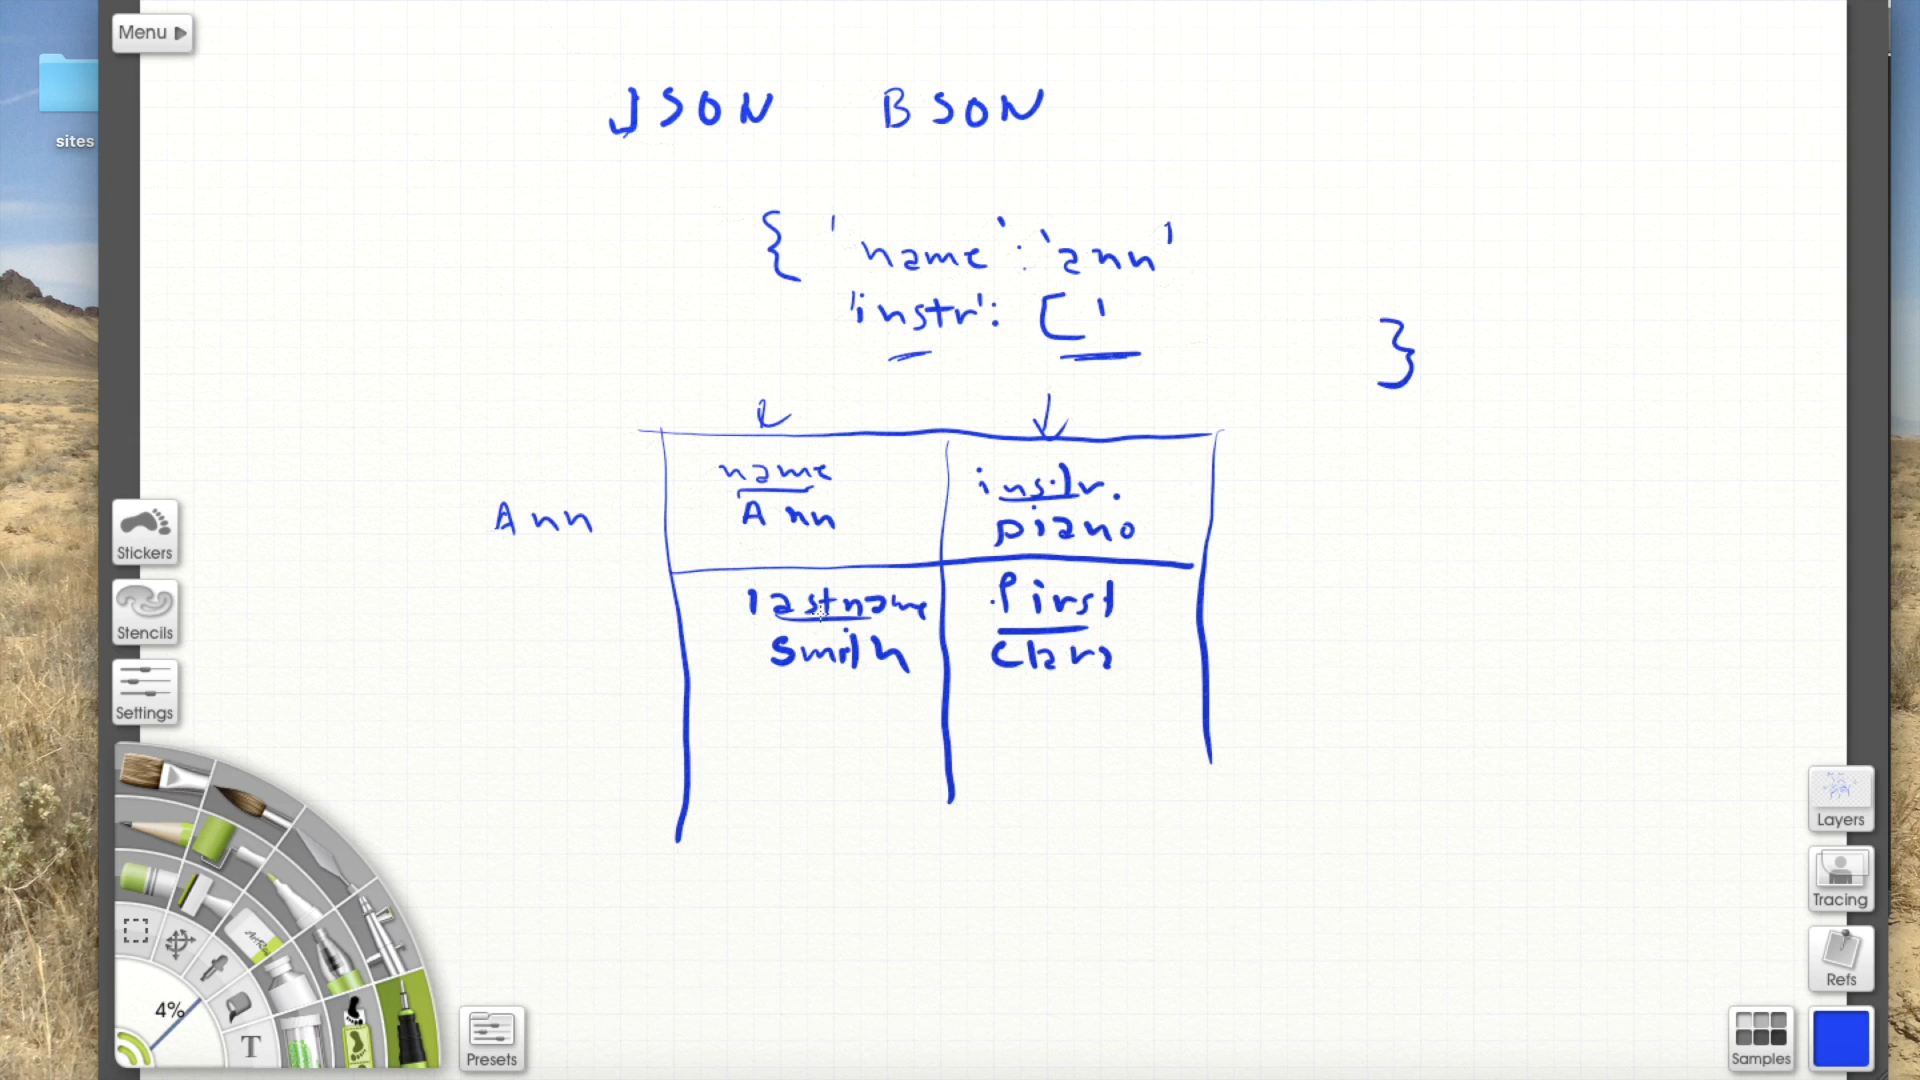 Menu
sites
JSON BSON
{ 'name' : 'ann'
'instr': ['
}
name
instr.
Ann
Ann
piano
lastname
first
Smith
Clara
Stickers
Stencils
Settings
4%
T
Presets
Layers
Tracing
Refs
Samples